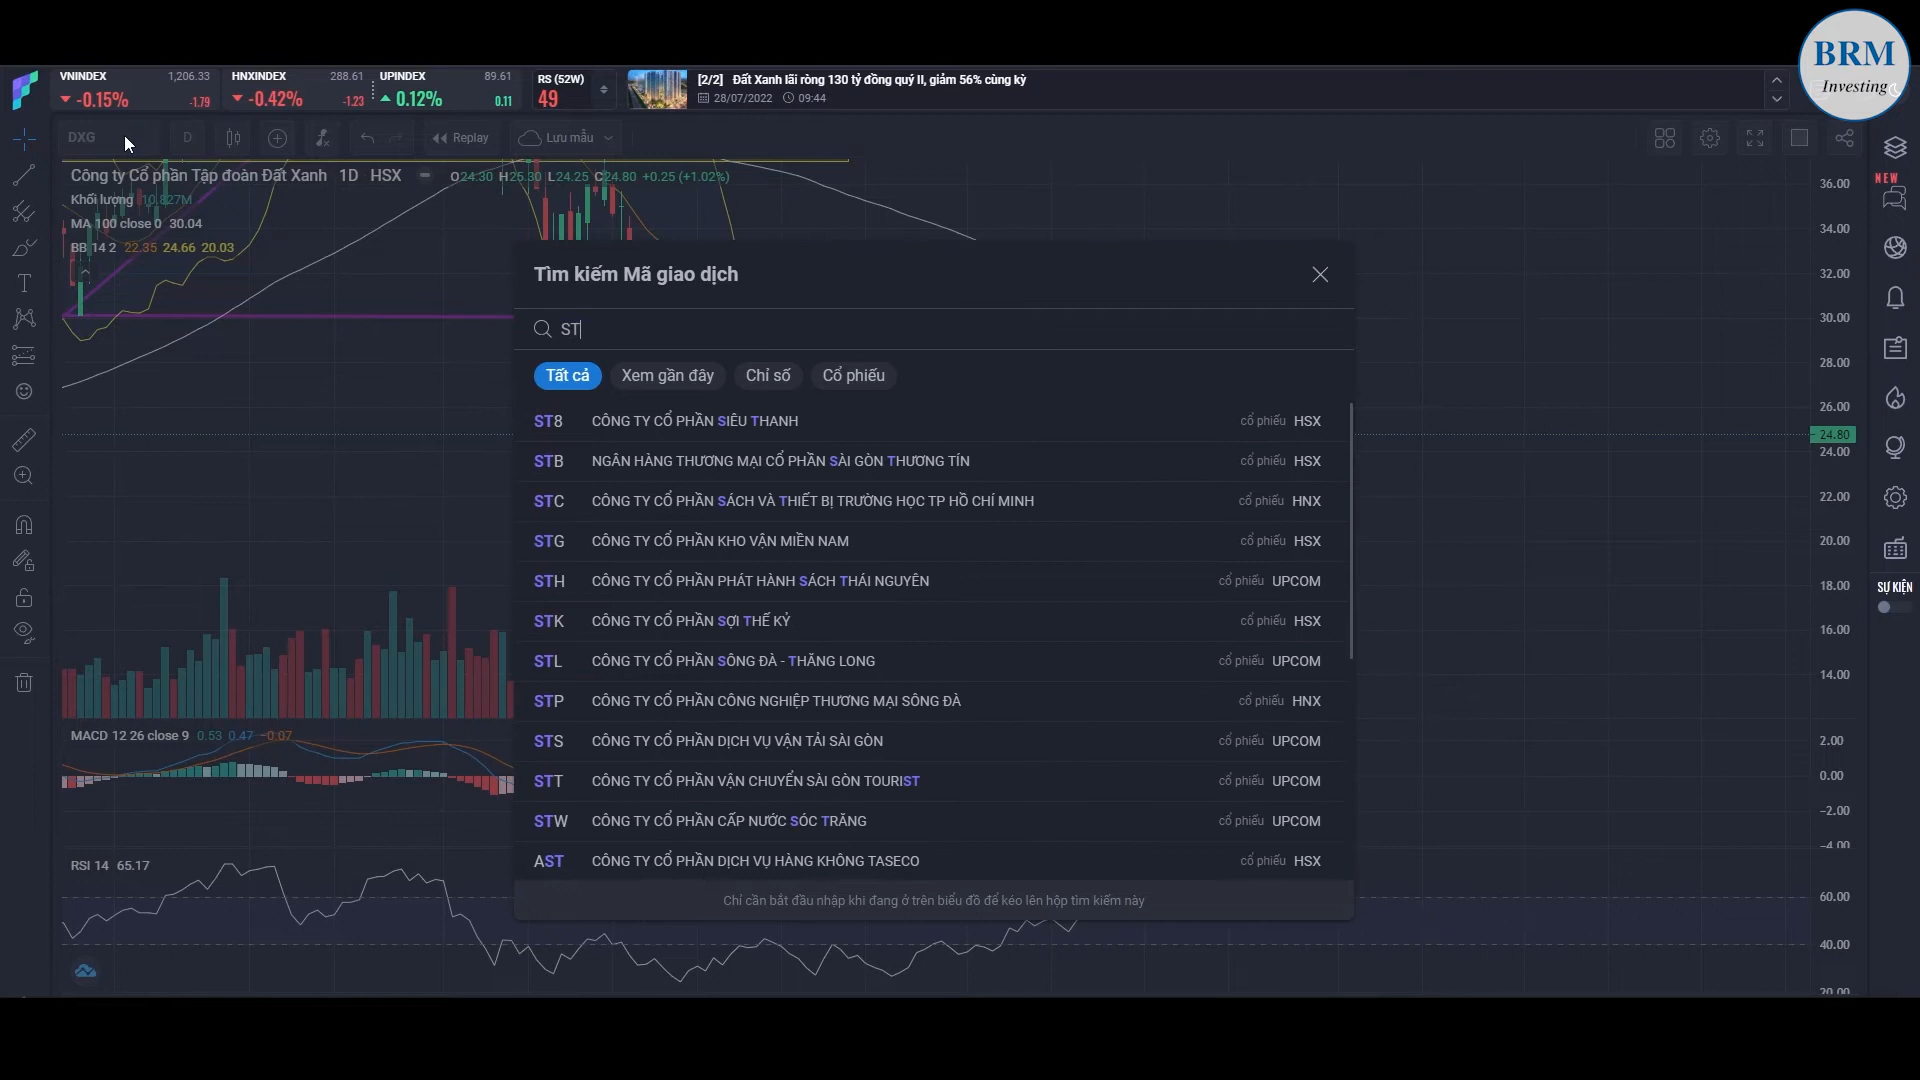 BRM
Investing
VNINDEX 1,206.33
-0.15% -1.79
HNXINDEX 288.61
-0.42% -1.23
UPINDEX 89.61
0.12% 0.11
RS (52W)
49
[2/2] Đất Xanh lãi ròng 130 tỷ đồng quý II, giảm 56% cùng kỳ
28/07/2022 09:44
DXG D Replay Lưu mẫu
Công ty Cổ phần Tập đoàn Đất Xanh 1D HSX O24.30 H25.30 L24.25 C24.80 +0.25 (+1.02%)
Khối lượng 10.827M
MA 100 close 0 30.04
BB 14 2 22.35 24.66 20.03
Tìm kiếm Mã giao dịch
ST
Tất cả Xem gần đây Chỉ số Cổ phiếu
ST8 CÔNG TY CỔ PHẦN SIÊU THANH cổ phiếu HSX
STB NGÂN HÀNG THƯƠNG MẠI CỔ PHẦN SÀI GÒN THƯƠNG TÍN cổ phiếu HSX
STC CÔNG TY CỔ PHẦN SÁCH VÀ THIẾT BỊ TRƯỜNG HỌC TP HỒ CHÍ MINH cổ phiếu HNX
STG CÔNG TY CỔ PHẦN KHO VẬN MIỀN NAM cổ phiếu HSX
STH CÔNG TY CỔ PHẦN PHÁT HÀNH SÁCH THÁI NGUYÊN cổ phiếu UPCOM
STK CÔNG TY CỔ PHẦN SỢI THẾ KỶ cổ phiếu HSX
STL CÔNG TY CỔ PHẦN SÔNG ĐÀ - THĂNG LONG cổ phiếu UPCOM
STP CÔNG TY CỔ PHẦN CÔNG NGHIỆP THƯƠNG MẠI SÔNG ĐÀ cổ phiếu HNX
STS CÔNG TY CỔ PHẦN DỊCH VỤ VẬN TẢI SÀI GÒN cổ phiếu UPCOM
STT CÔNG TY CỔ PHẦN VẬN CHUYỂN SÀI GÒN TOURIST cổ phiếu UPCOM
STW CÔNG TY CỔ PHẦN CẤP NƯỚC SÓC TRĂNG cổ phiếu UPCOM
AST CÔNG TY CỔ PHẦN DỊCH VỤ HÀNG KHÔNG TASECO cổ phiếu HSX
Chỉ cần bắt đầu nhập khi đang ở trên biểu đồ để kéo lên hộp tìm kiếm này
MACD 12 26 close 9 0.53 0.47 −0.07
RSI 14 65.17
36.00
34.00
32.00
30.00
28.00
26.00
24.80
24.00
22.00
20.00
18.00
16.00
14.00
2.00
0.00
−2.00
−4.00
60.00
40.00
20.00
NEW
SỰ KIỆN